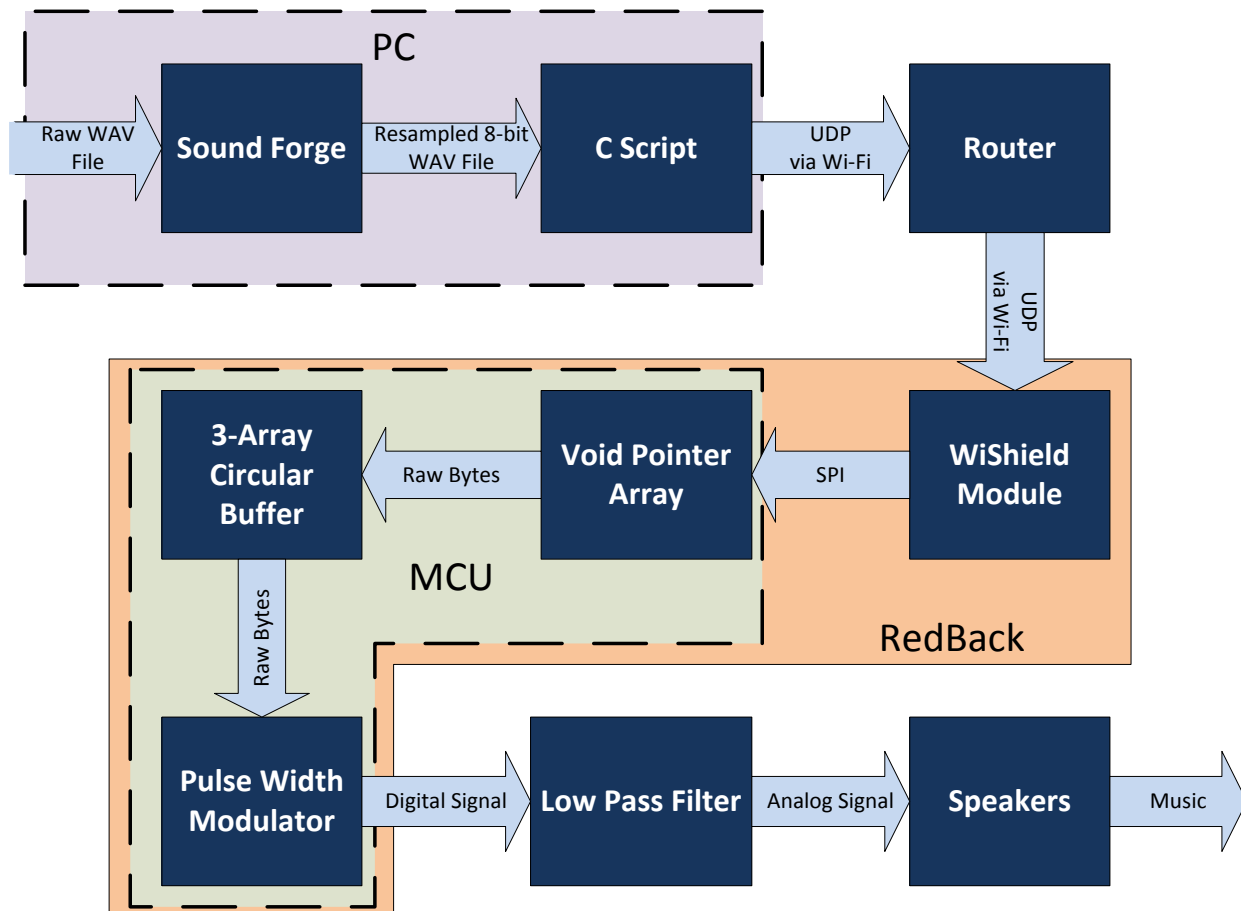 PC
Raw WAV
File
Sound Forge
Resampled 8-bit
WAV File
C Script
UDP
via Wi-Fi
Router
UDP
via Wi-Fi
3-Array
Circular
Buffer
Raw Bytes
Void Pointer
Array
SPI
WiShield
Module
MCU
RedBack
Raw Bytes
Pulse Width
Modulator
Digital Signal
Low Pass Filter
Analog Signal
Speakers
Music